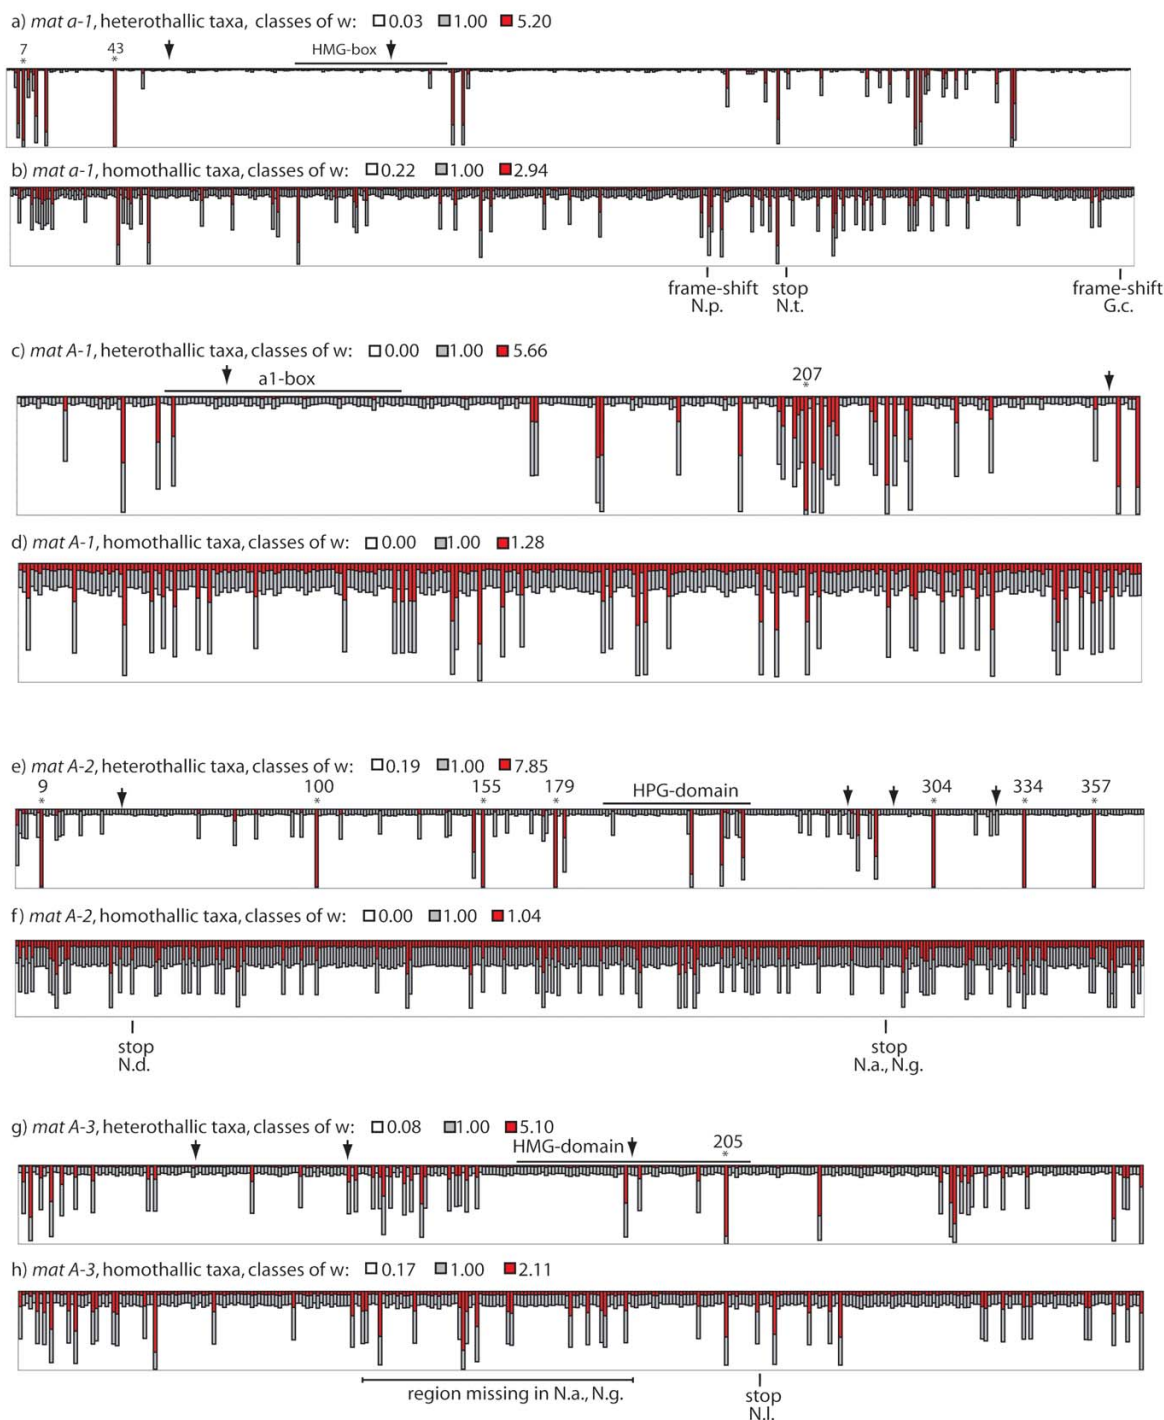 a) mat a-1, heterothallic taxa, classes of w: 0.03 1.00 5.20
7 43 HMG-box
* *
b) mat a-1, homothallic taxa, classes of w: 0.22 1.00 2.94
frame-shift stop frame-shift
N.p. N.t. G.c.
c) mat A-1, heterothallic taxa, classes of w: 0.00 1.00 5.66
a1-box 207
*
d) mat A-1, homothallic taxa, classes of w: 0.00 1.00 1.28
e) mat A-2, heterothallic taxa, classes of w: 0.19 1.00 7.85
9 100 155 179 HPG-domain 304 334 357
* * * * * * *
f) mat A-2, homothallic taxa, classes of w: 0.00 1.00 1.04
stop stop
N.d. N.a., N.g.
g) mat A-3, heterothallic taxa, classes of w: 0.08 1.00 5.10
HMG-domain 205
*
h) mat A-3, homothallic taxa, classes of w: 0.17 1.00 2.11
region missing in N.a., N.g. stop
N.l.